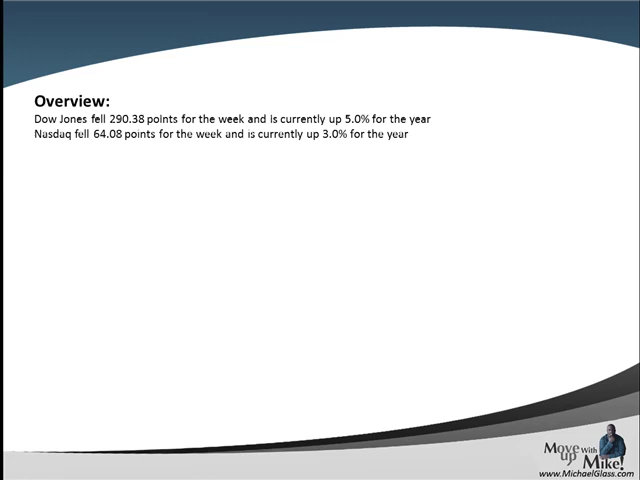 Overview:
Dow Jones fell 290.38 points for the week and is currently up 5.0% for the year
Nasdaq fell 64.08 points for the week and is currently up 3.0% for the year
Move up With Mike!
www.MichaelGlass.com